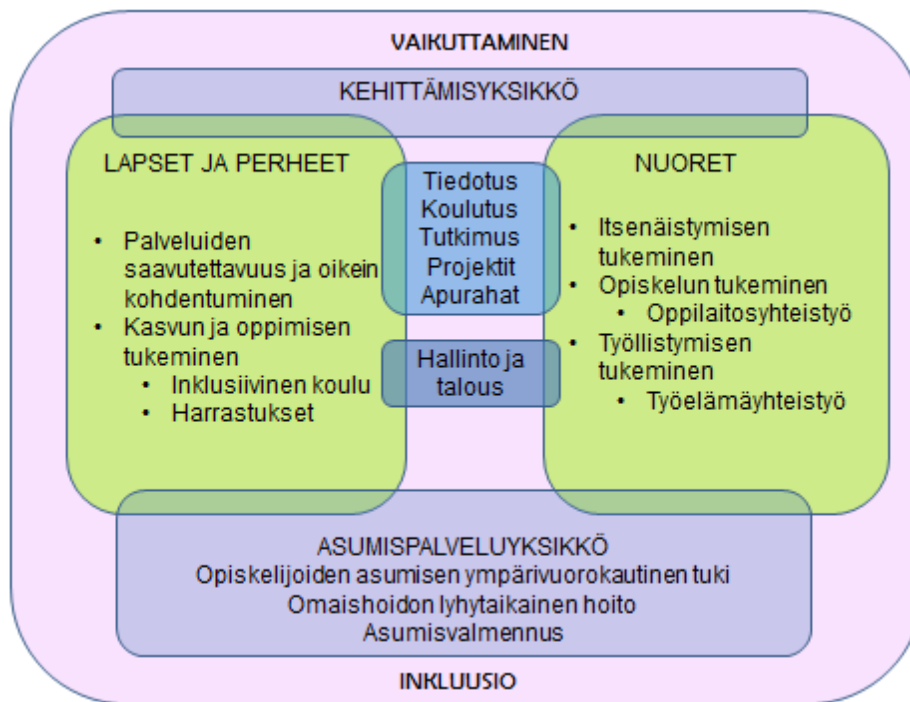 VAIKUTTAMINEN
KEHITTÄMISYKSIKKÖ
LAPSET JA PERHEET
• Palveluiden
saavutettavuus ja oikein
kohdentuminen
• Kasvun ja oppimisen
tukeminen
• Inklusiivinen koulu
• Harrastukset
Tiedotus
Koulutus
Tutkimus
Projektit
Apurahat
Hallinto ja
talous
NUORET
• Itsenäistymisen
tukeminen
• Opiskelun tukeminen
• Oppilaitosyhteistyö
• Työllistymisen
tukeminen
• Työelämäyhteistyö
ASUMISPALVELUYKSIKKÖ
Opiskelijoiden asumisen ympärivuorokautinen tuki
Omaishoidon lyhytaikainen hoito
Asumisvalmennus
INKLUUSIO